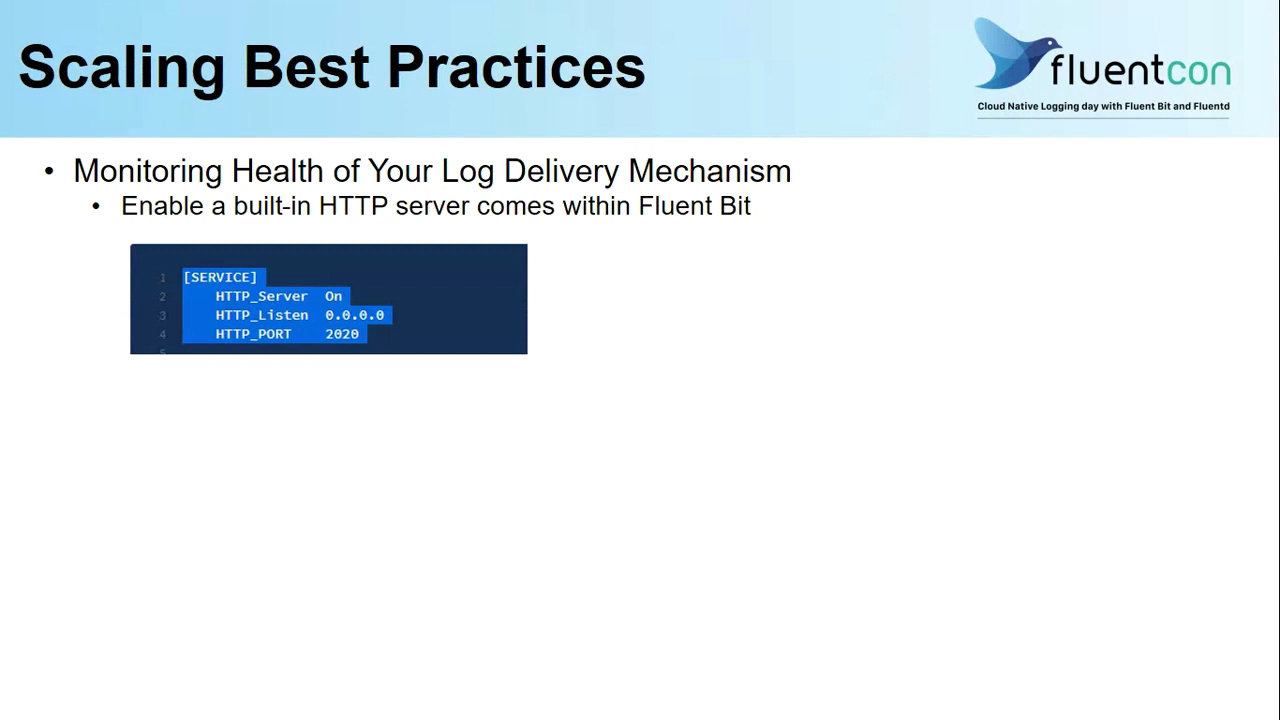 Scaling Best Practices
fluentcon
Cloud Native Logging day with Fluent Bit and Fluentd
• Monitoring Health of Your Log Delivery Mechanism
• Enable a built-in HTTP server comes within Fluent Bit
1 [SERVICE]
2 HTTP_Server On
3 HTTP_Listen 0.0.0.0
4 HTTP_PORT 2020
5